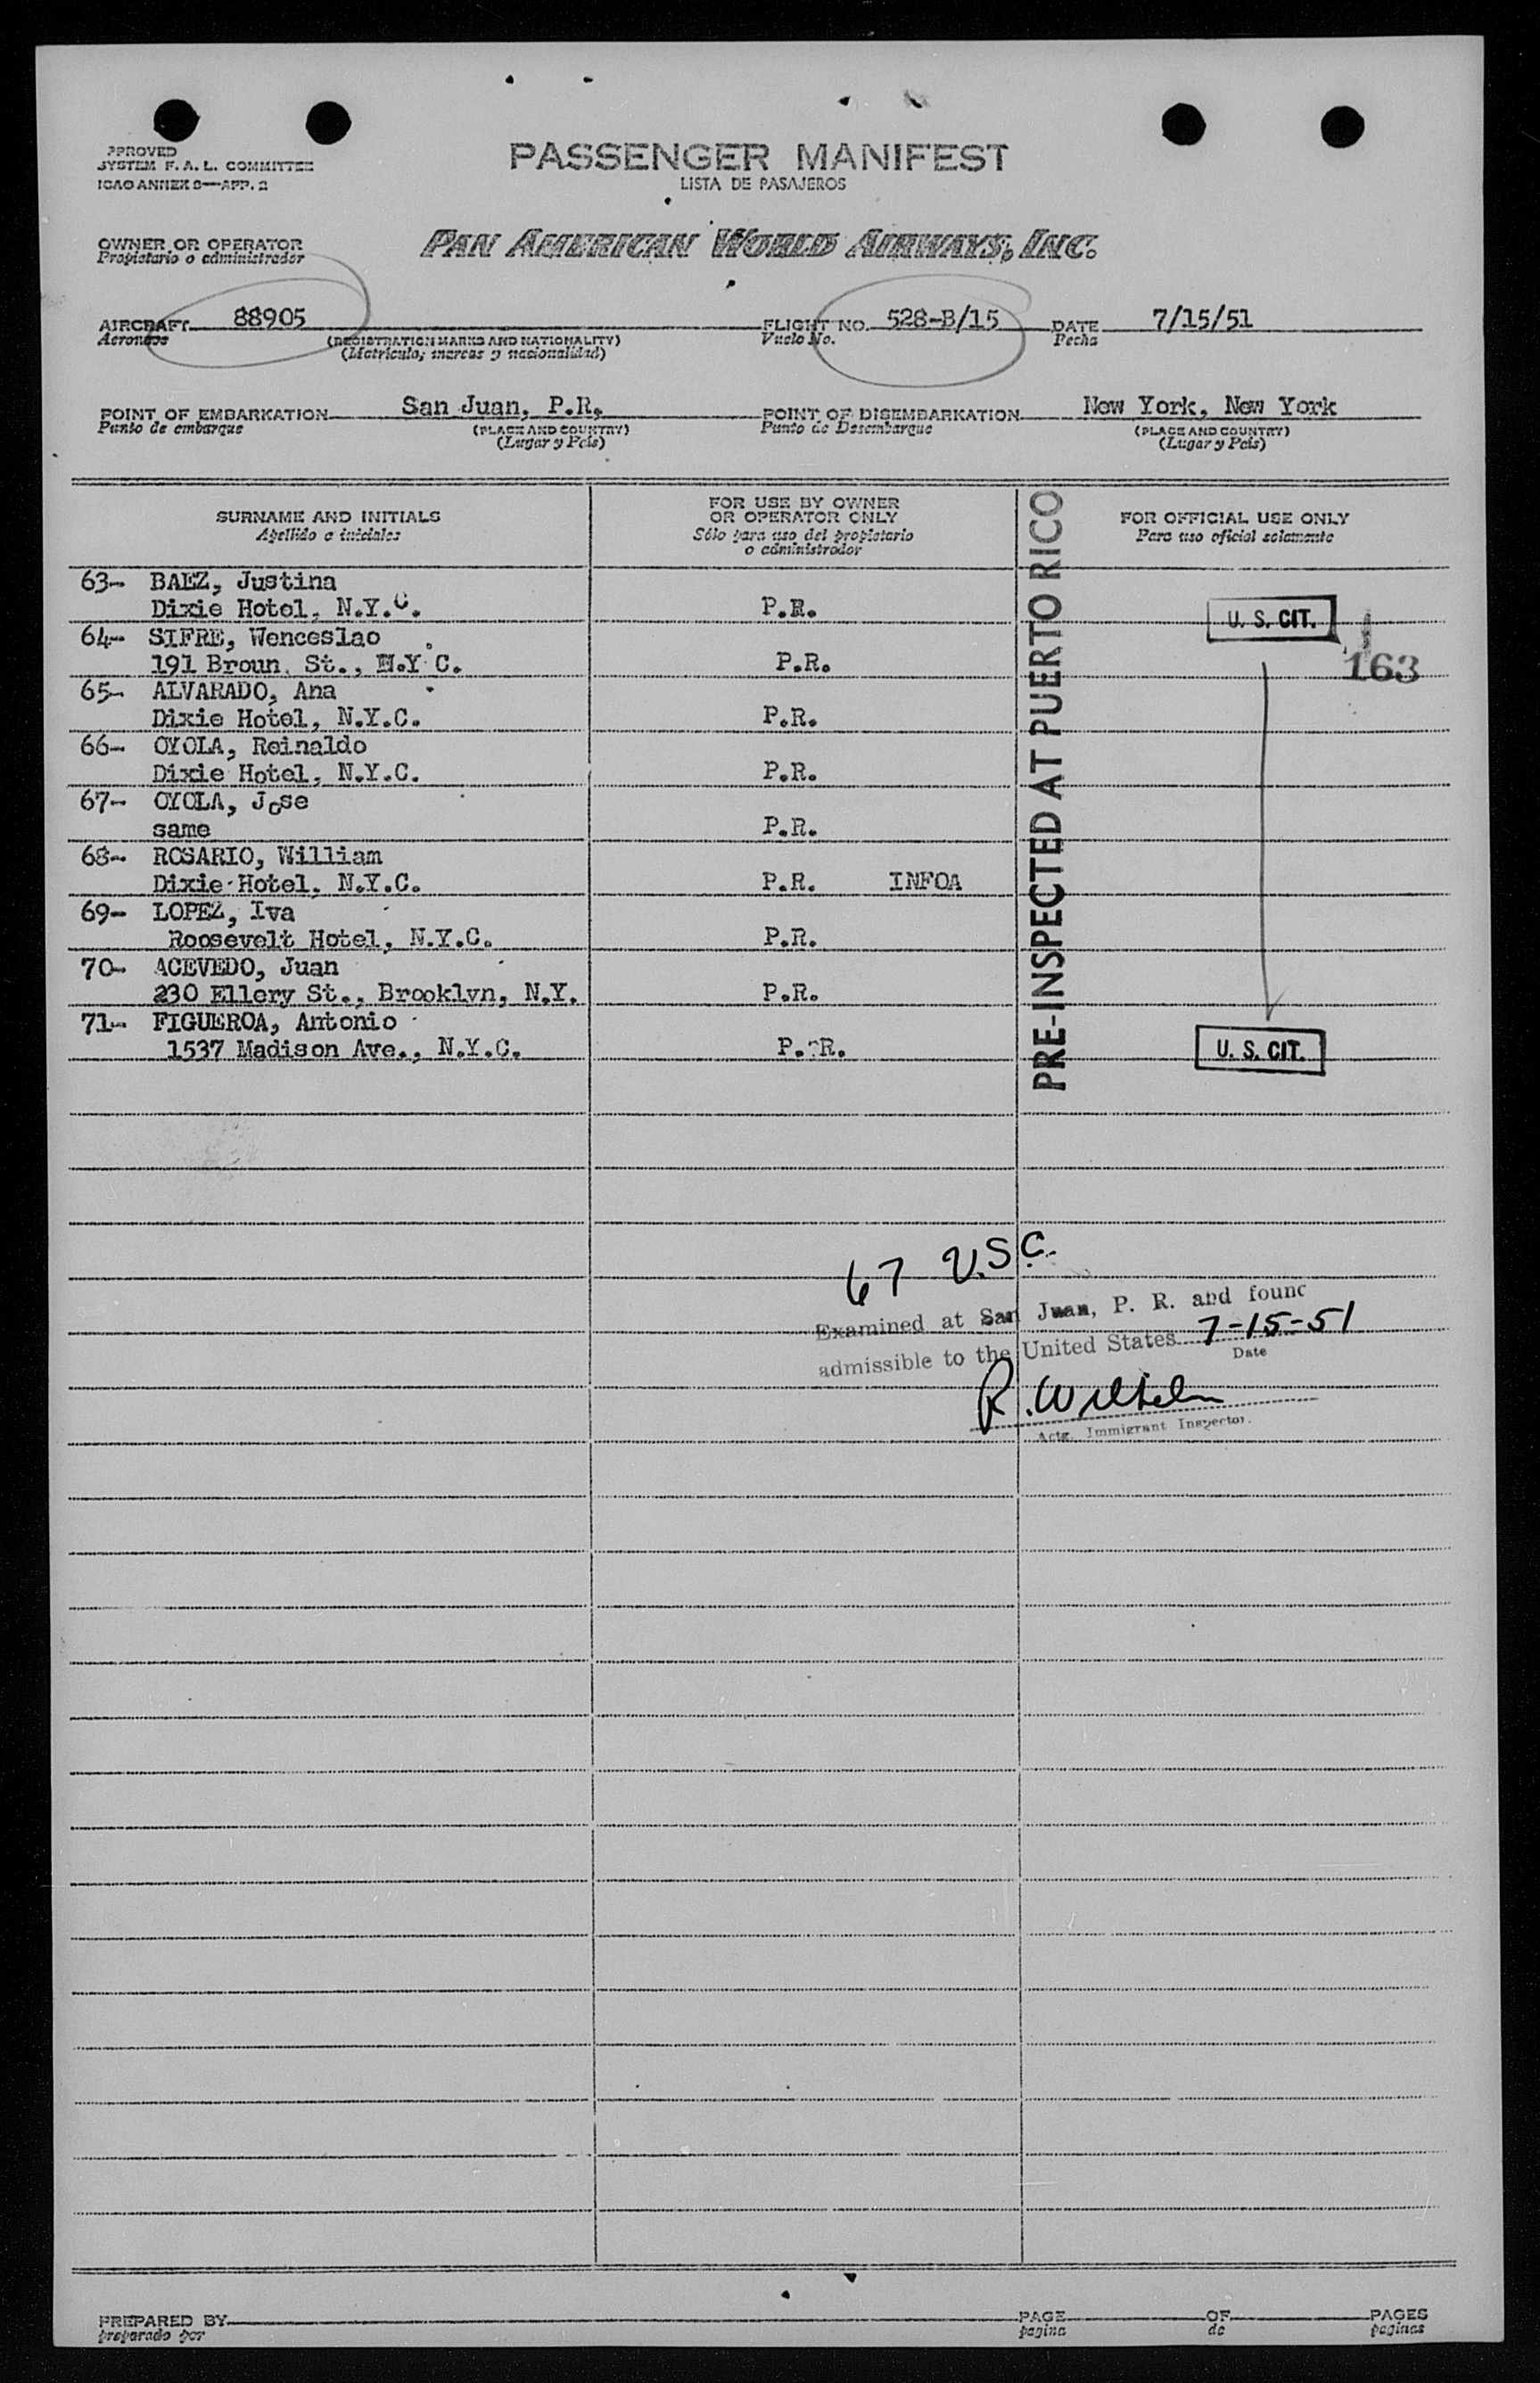 PPROVED
SYSTEM F. A. L. COMMITTEE
ICAO ANNEX 9—APP. 2
PASSENGER MANIFEST
LISTA DE PASAJEROS
OWNER OR OPERATOR
Propietario o administrador
PAN AMERICAN WORLD AIRWAYS, INC.
AIRCRAFT 88905 FLIGHT NO. 528-B/15 DATE 7/15/51
Aeronave (REGISTRATION MARKS AND NATIONALITY) Vuelo No. Fecha
(Matricula, marcas y nacionalidad)
POINT OF EMBARKATION San Juan, P.R. POINT OF DISEMBARKATION New York, New York
Punto de embarque (PLACE AND COUNTRY) Punto de Desembarque (PLACE AND COUNTRY)
(Lugar y País) (Lugar y País)
SURNAME AND INITIALS
Apellido e iniciales
FOR USE BY OWNER
OR OPERATOR ONLY
Sólo para uso del propietario
o administrador
FOR OFFICIAL USE ONLY
Para uso oficial solamente
PRE-INSPECTED AT PUERTO RICO
63- BAEZ, Justina
Dixie Hotel, N.Y.C. P.R. U. S. CIT.
64- SIFRE, Wenceslao
191 Broun. St., N.Y.C. P.R. 163
65- ALVARADO, Ana
Dixie Hotel, N.Y.C. P.R.
66- OYOLA, Reinaldo
Dixie Hotel, N.Y.C. P.R.
67- OYOLA, Jose
same P.R.
68- ROSARIO, William
Dixie Hotel, N.Y.C. P.R. INFOA
69- LOPEZ, Iva
Roosevelt Hotel, N.Y.C. P.R.
70- ACEVEDO, Juan
230 Ellery St., Brooklyn, N.Y. P.R.
71- FIGUEROA, Antonio
1537 Madison Ave., N.Y.C. P.R. U. S. CIT.
67 U.S.C.
Examined at San Juan, P. R. and found
admissible to the United States 7-15-51
Date
R. Wilhelm
Actg. Immigrant Inspector.
PREPARED BY PAGE OF PAGES
preparado por pagina de paginas